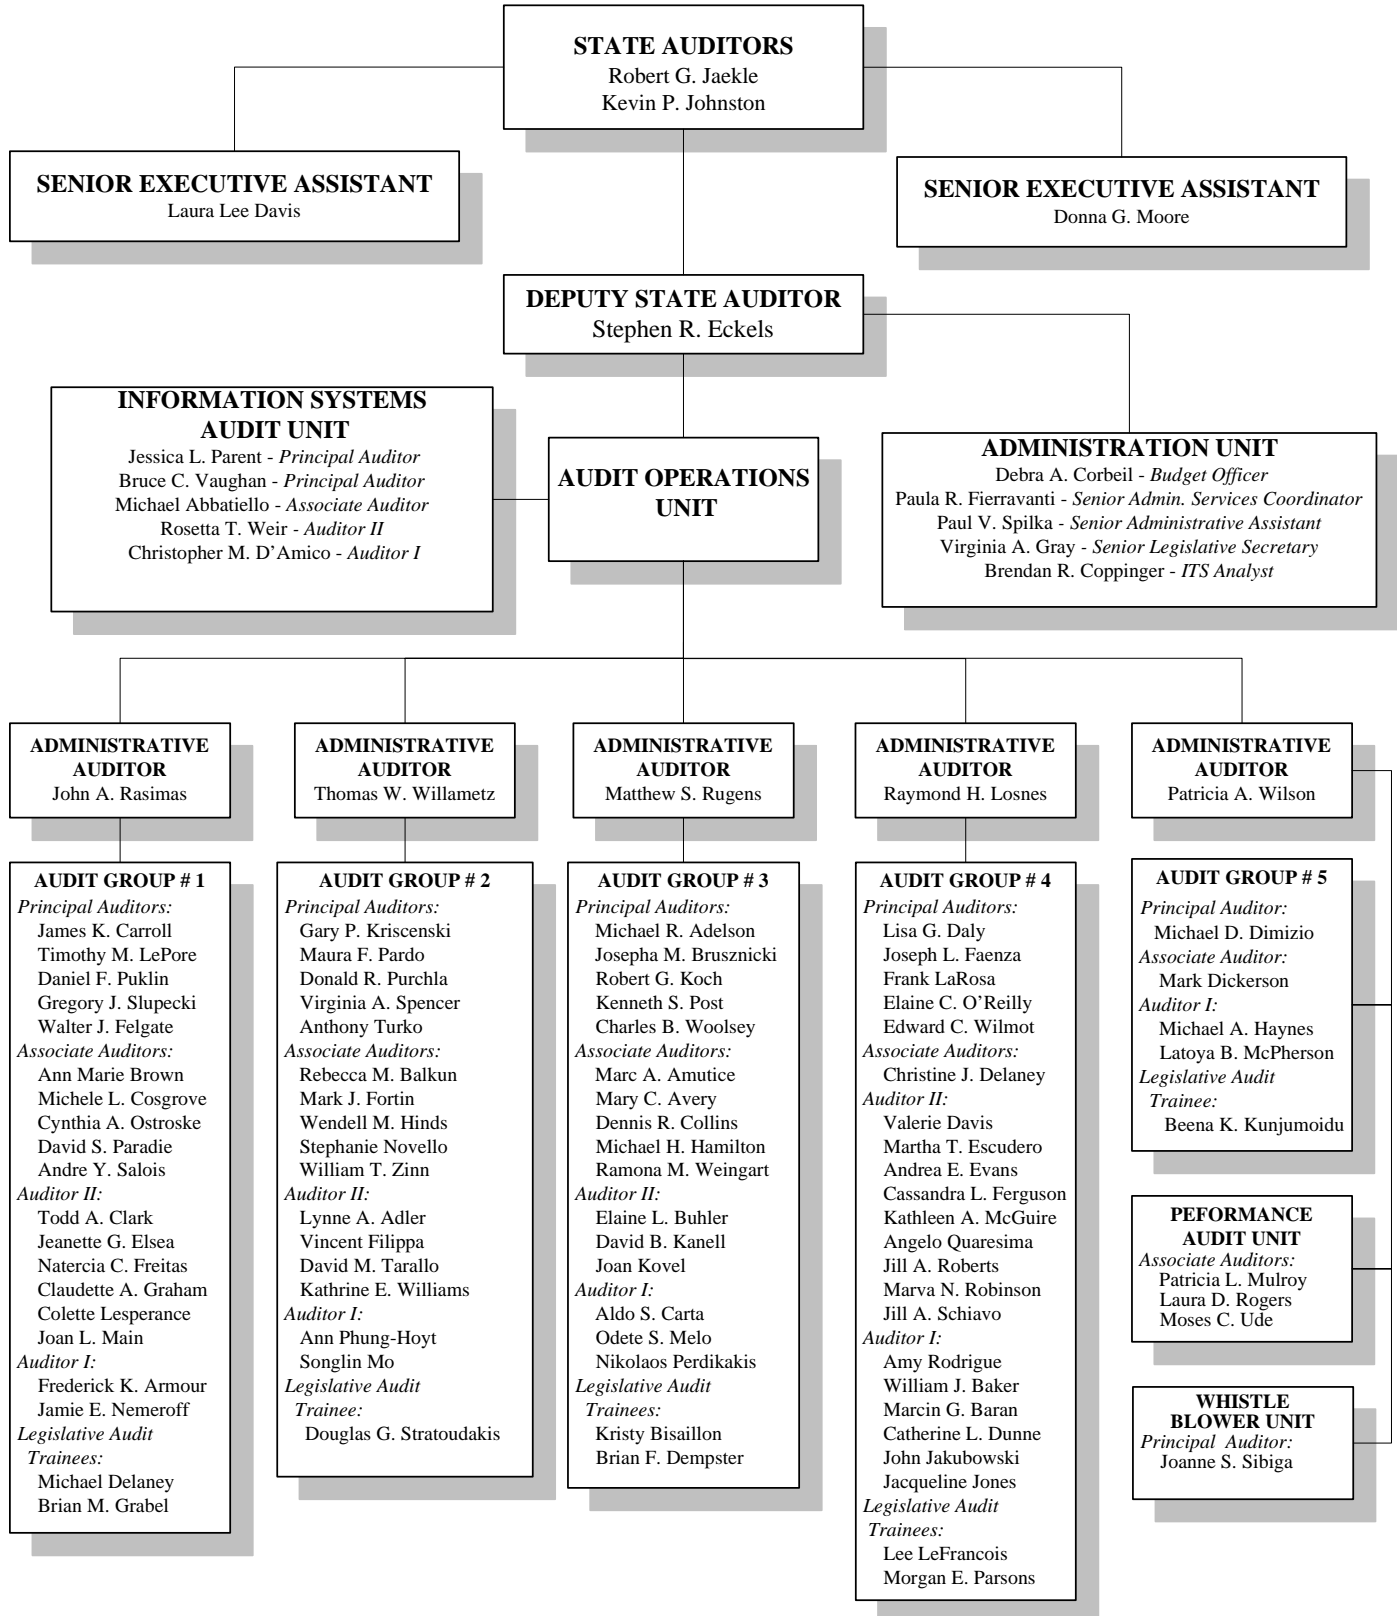 STATE AUDITORS
Robert G. Jaekle
Kevin P. Johnston
SENIOR EXECUTIVE ASSISTANT
Laura Lee Davis
SENIOR EXECUTIVE ASSISTANT
Donna G. Moore
DEPUTY STATE AUDITOR
Stephen R. Eckels
INFORMATION SYSTEMS
AUDIT UNIT
Jessica L. Parent - Principal Auditor
Bruce C. Vaughan - Principal Auditor
Michael Abbatiello - Associate Auditor
Rosetta T. Weir - Auditor II
Christopher M. D’Amico - Auditor I
AUDIT OPERATIONS
UNIT
ADMINISTRATION UNIT
Debra A. Corbeil - Budget Officer
Paula R. Fierravanti - Senior Admin. Services Coordinator
Paul V. Spilka - Senior Administrative Assistant
Virginia A. Gray - Senior Legislative Secretary
Brendan R. Coppinger - ITS Analyst
ADMINISTRATIVE
AUDITOR
John A. Rasimas
ADMINISTRATIVE
AUDITOR
Thomas W. Willametz
ADMINISTRATIVE
AUDITOR
Matthew S. Rugens
ADMINISTRATIVE
AUDITOR
Raymond H. Losnes
ADMINISTRATIVE
AUDITOR
Patricia A. Wilson
AUDIT GROUP # 1
Principal Auditors:
James K. Carroll
Timothy M. LePore
Daniel F. Puklin
Gregory J. Slupecki
Walter J. Felgate
Associate Auditors:
Ann Marie Brown
Michele L. Cosgrove
Cynthia A. Ostroske
David S. Paradie
Andre Y. Salois
Auditor II:
Todd A. Clark
Jeanette G. Elsea
Natercia C. Freitas
Claudette A. Graham
Colette Lesperance
Joan L. Main
Auditor I:
Frederick K. Armour
Jamie E. Nemeroff
Legislative Audit
Trainees:
Michael Delaney
Brian M. Grabel
AUDIT GROUP # 2
Principal Auditors:
Gary P. Kriscenski
Maura F. Pardo
Donald R. Purchla
Virginia A. Spencer
Anthony Turko
Associate Auditors:
Rebecca M. Balkun
Mark J. Fortin
Wendell M. Hinds
Stephanie Novello
William T. Zinn
Auditor II:
Lynne A. Adler
Vincent Filippa
David M. Tarallo
Kathrine E. Williams
Auditor I:
Ann Phung-Hoyt
Songlin Mo
Legislative Audit
Trainee:
Douglas G. Stratoudakis
AUDIT GROUP # 3
Principal Auditors:
Michael R. Adelson
Josepha M. Brusznicki
Robert G. Koch
Kenneth S. Post
Charles B. Woolsey
Associate Auditors:
Marc A. Amutice
Mary C. Avery
Dennis R. Collins
Michael H. Hamilton
Ramona M. Weingart
Auditor II:
Elaine L. Buhler
David B. Kanell
Joan Kovel
Auditor I:
Aldo S. Carta
Odete S. Melo
Nikolaos Perdikakis
Legislative Audit
Trainees:
Kristy Bisaillon
Brian F. Dempster
AUDIT GROUP # 4
Principal Auditors:
Lisa G. Daly
Joseph L. Faenza
Frank LaRosa
Elaine C. O’Reilly
Edward C. Wilmot
Associate Auditors:
Christine J. Delaney
Auditor II:
Valerie Davis
Martha T. Escudero
Andrea E. Evans
Cassandra L. Ferguson
Kathleen A. McGuire
Angelo Quaresima
Jill A. Roberts
Marva N. Robinson
Jill A. Schiavo
Auditor I:
Amy Rodrigue
William J. Baker
Marcin G. Baran
Catherine L. Dunne
John Jakubowski
Jacqueline Jones
Legislative Audit
Trainees:
Lee LeFrancois
Morgan E. Parsons
AUDIT GROUP # 5
Principal Auditor:
Michael D. Dimizio
Associate Auditor:
Mark Dickerson
Auditor I:
Michael A. Haynes
Latoya B. McPherson
Legislative Audit
Trainee:
Beena K. Kunjumoidu
PEFORMANCE
AUDIT UNIT
Associate Auditors:
Patricia L. Mulroy
Laura D. Rogers
Moses C. Ude
WHISTLE
BLOWER UNIT
Principal Auditor:
Joanne S. Sibiga